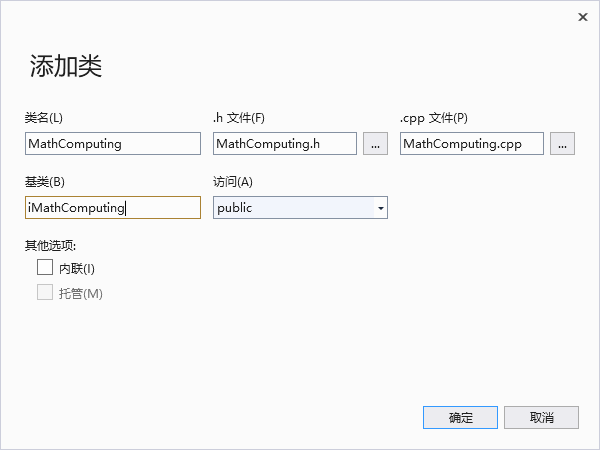 添加类
类名(L) .h 文件(F) .cpp 文件(P)
MathComputing MathComputing.h ... MathComputing.cpp ...
基类(B) 访问(A)
iMathComputing public
其他选项:
内联(I)
托管(M)
确定 取消